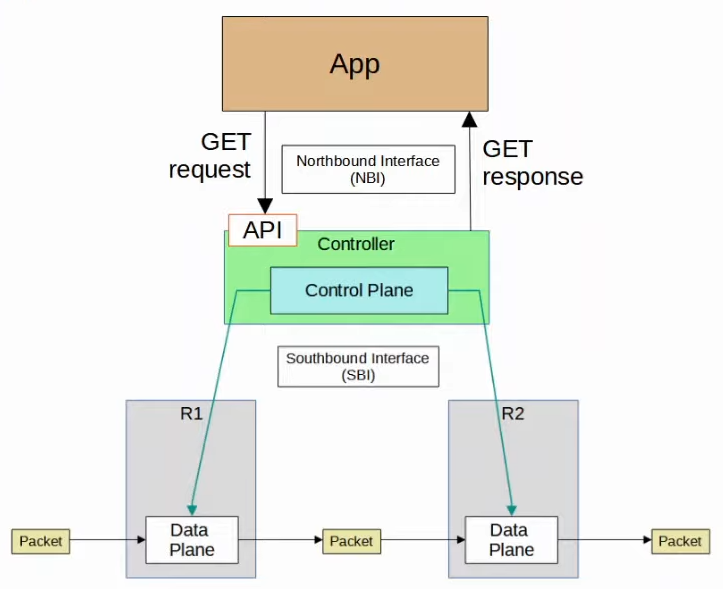 App
GET
request
Northbound Interface
(NBI)
GET
response
API
Controller
Control Plane
Southbound Interface
(SBI)
R1
R2
Packet
Data
Plane
Packet
Data
Plane
Packet